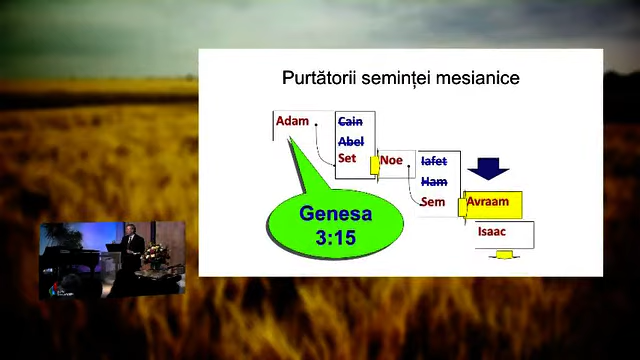 Purtătorii seminței mesianice
Adam
Cain
Abel
Set
Noe
Iafet
Ham
Sem
Avraam
Isaac
Genesa
3:15